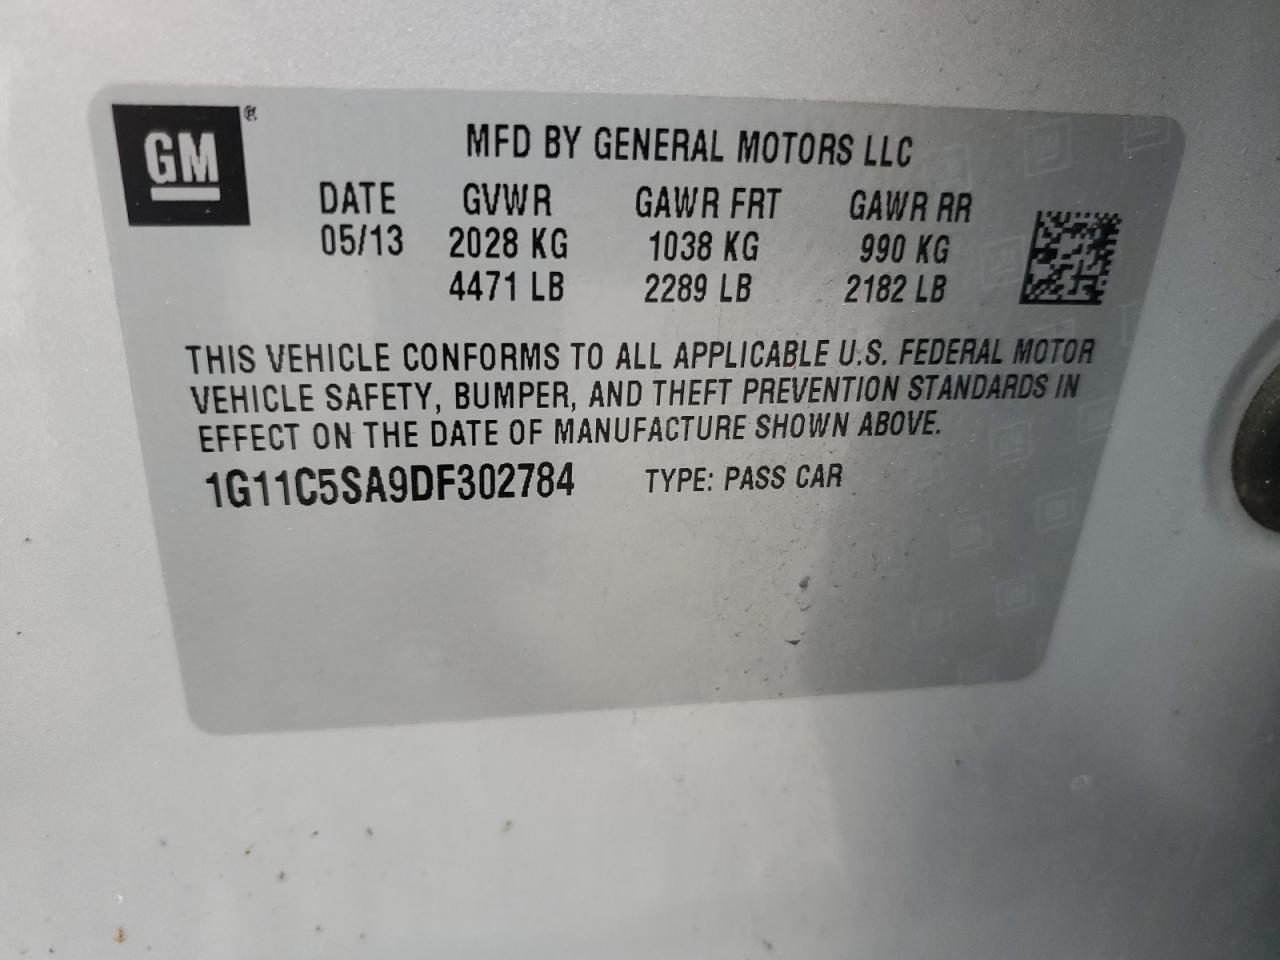 GM ®
MFD BY GENERAL MOTORS LLC
DATE GVWR GAWR FRT GAWR RR
05/13 2028 KG 1038 KG 990 KG
4471 LB 2289 LB 2182 LB
THIS VEHICLE CONFORMS TO ALL APPLICABLE U.S. FEDERAL MOTOR
VEHICLE SAFETY, BUMPER, AND THEFT PREVENTION STANDARDS IN
EFFECT ON THE DATE OF MANUFACTURE SHOWN ABOVE.
1G11C5SA9DF302784 TYPE: PASS CAR